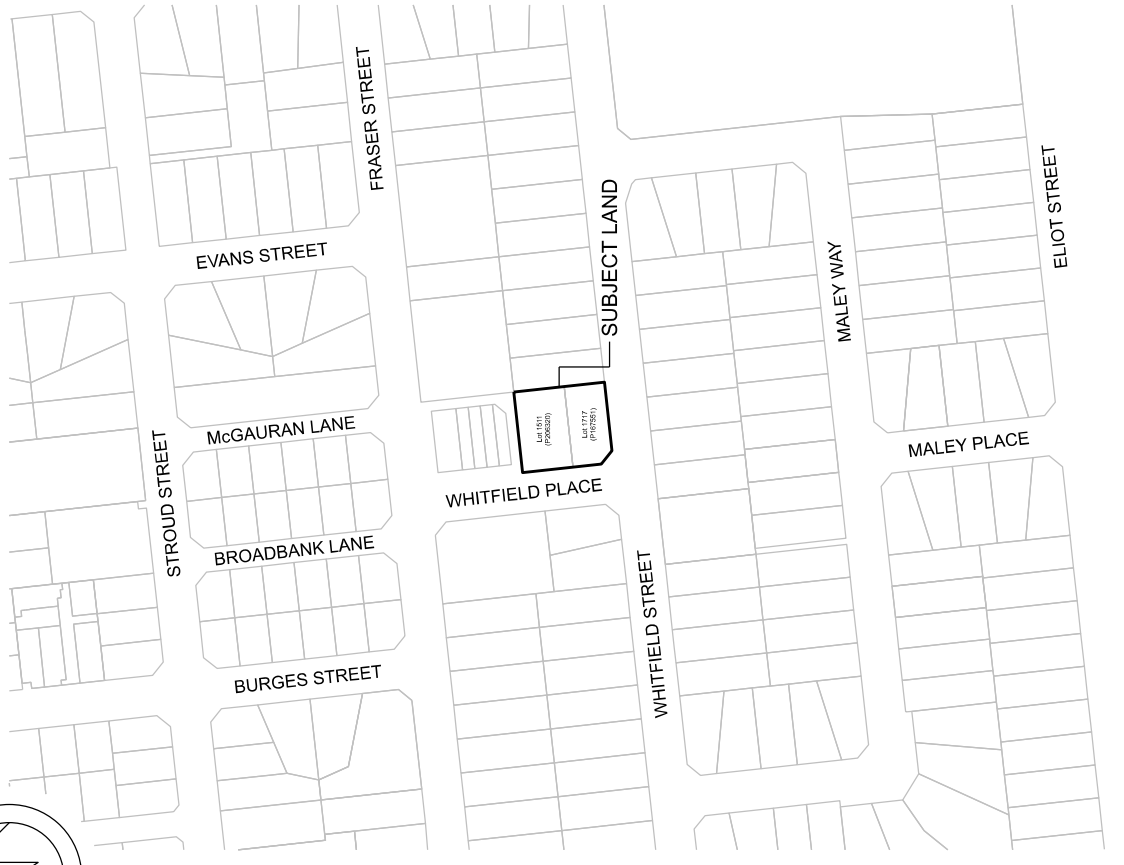 FRASER STREET
EVANS STREET
SUBJECT LAND
MALEY WAY
ELIOT STREET
McGAURAN LANE
Lot 1511
(P206320)
Lot 1717
(P167551)
MALEY PLACE
STROUD STREET
WHITFIELD PLACE
BROADBANK LANE
WHITFIELD STREET
BURGES STREET